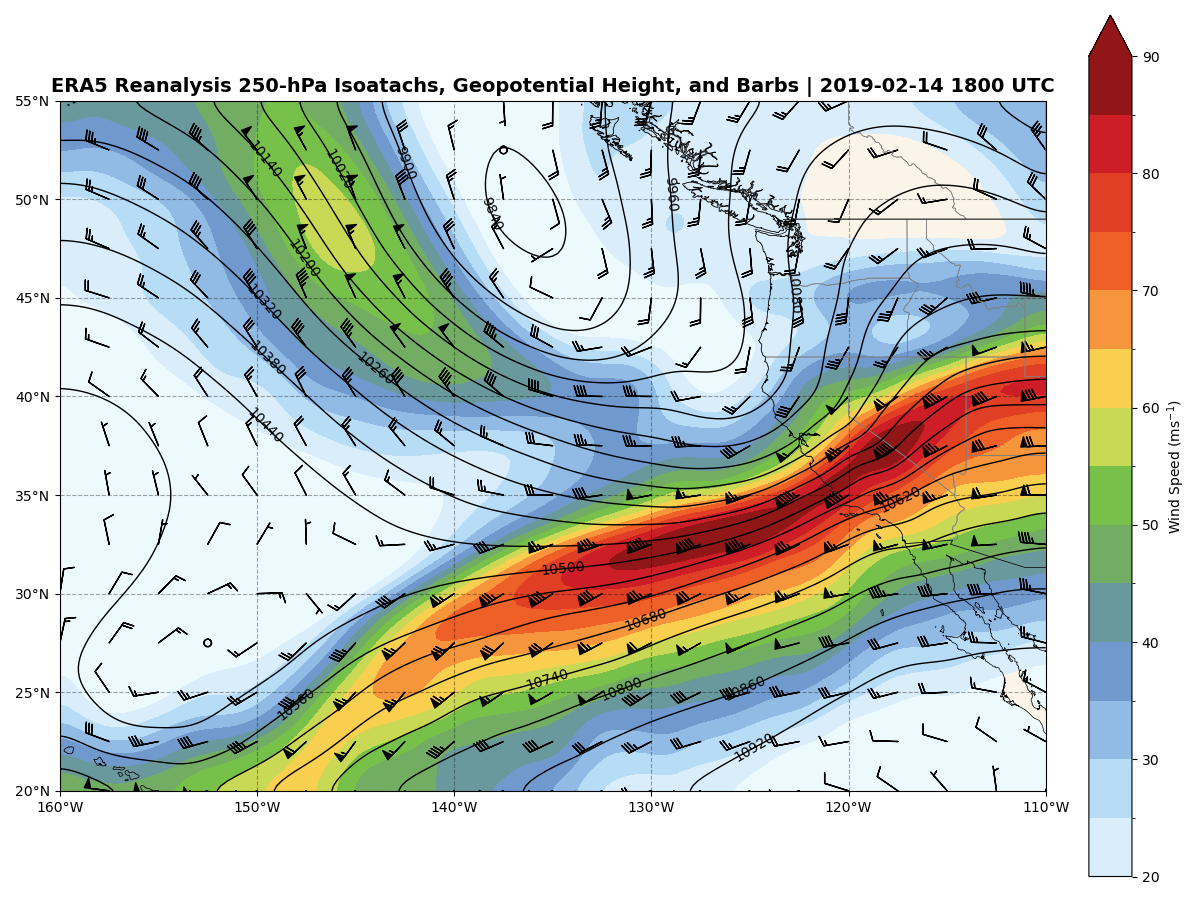 ERA5 Reanalysis 250-hPa Isoatachs, Geopotential Height, and Barbs | 2019-02-14 1800 UTC
90
55°N
10140
10020
9900
9960
80
50°N
9840
10200
70
45°N
10320
10080
10380
10260
40°N
10440
60
Wind Speed (ms⁻¹)
35°N
10620
50
10500
30°N
10680
40
10740
10800
10860
25°N
10560
10920
30
20°N
160°W 150°W 140°W 130°W 120°W 110°W
20